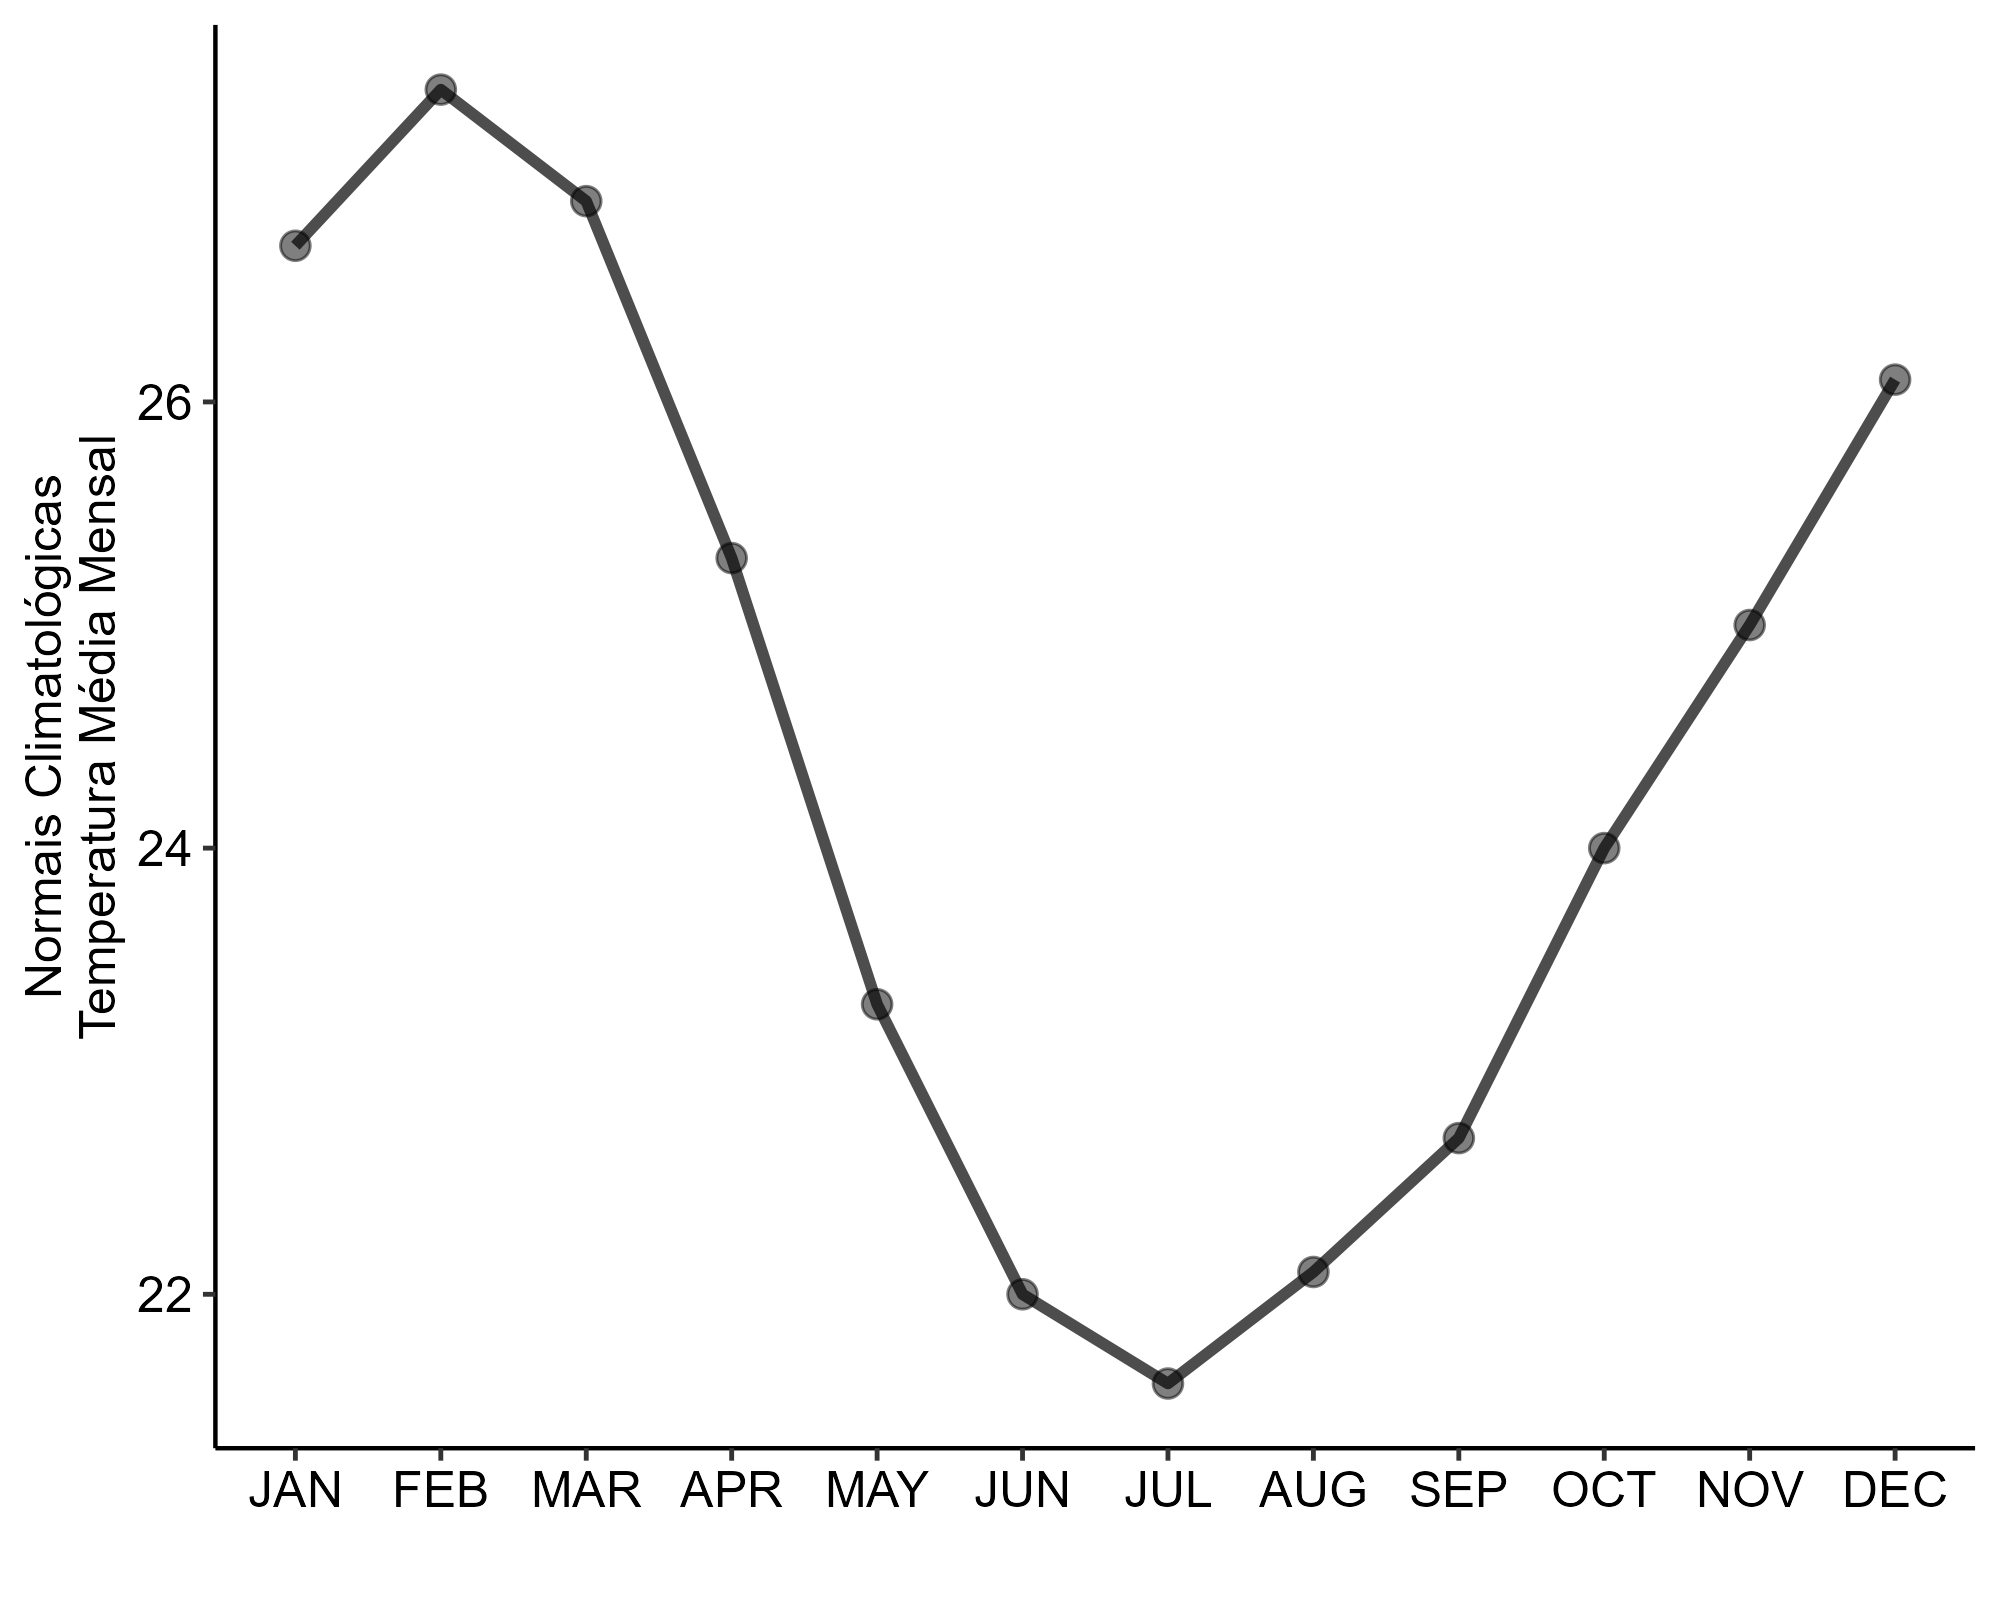 Normais Climatológicas
Temperatura Média Mensal
26
24
22
JAN FEB MAR APR MAY JUN JUL AUG SEP OCT NOV DEC